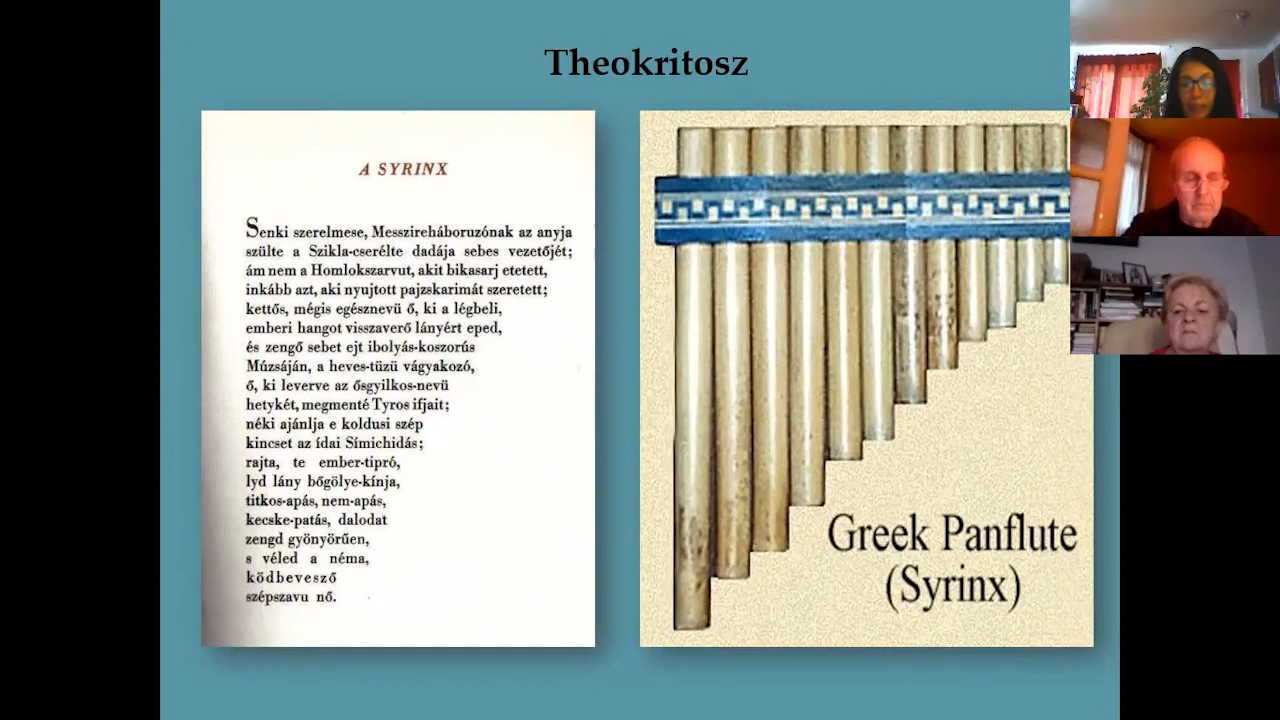 Theokritosz
A SYRINX
Senki szerelmese, Messzireháboruzónak az anyja
szülte a Szikla-cserélte dadája sebes vezetőjét;
ám nem a Homlokszarvut, akit bikasarj etetett,
inkább azt, aki nyujtott pajzskarimát szeretett;
kettős, mégis egésznevü ő, ki a légbeli,
emberi hangot visszaverő lányért eped,
és zengő sebet ejt ibolyás-koszorús
Múzsáján, a heves-tüzü vágyakozó,
ő, ki leverve az ősgyilkos-nevü
hetykét, megmenté Tyros ifjait;
néki ajánlja e koldusi szép
kincset az ídai Símichidás;
rajta, te ember-tipró,
lyd lány bőgölye-kínja,
titkos-apás, nem-apás,
kecske-patás, dalodat
zengd gyönyörűen,
s véled a néma,
ködbevesző
szépszavu nő.
Greek Panflute
(Syrinx)